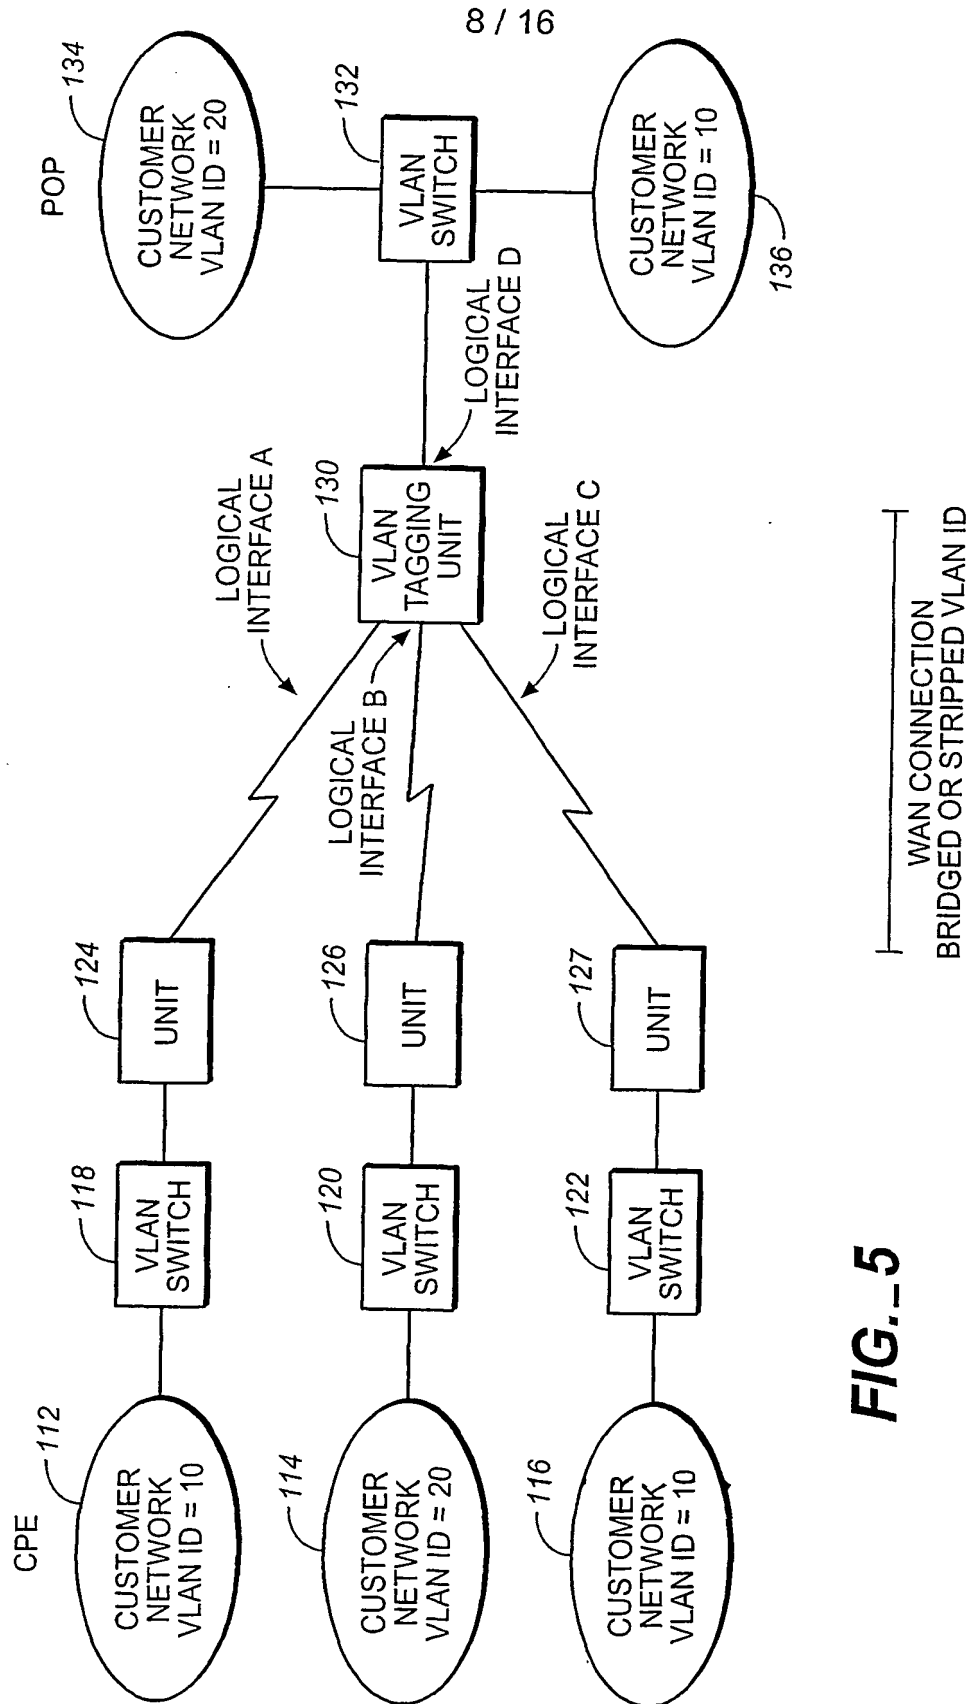 8 / 16
CPE
POP
112
CUSTOMER
NETWORK
VLAN ID = 10
118
VLAN
SWITCH
124
UNIT
LOGICAL
INTERFACE A
134
CUSTOMER
NETWORK
VLAN ID = 20
114
CUSTOMER
NETWORK
VLAN ID = 20
120
VLAN
SWITCH
126
UNIT
LOGICAL
INTERFACE B
130
VLAN
TAGGING
UNIT
LOGICAL
INTERFACE D
132
VLAN
SWITCH
116
CUSTOMER
NETWORK
VLAN ID = 10
122
VLAN
SWITCH
127
UNIT
LOGICAL
INTERFACE C
CUSTOMER
NETWORK
VLAN ID = 10
136
WAN CONNECTION
BRIDGED OR STRIPPED VLAN ID
FIG._5